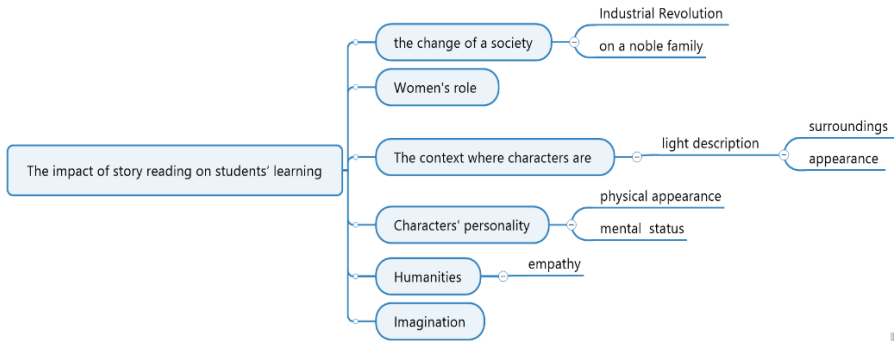 The impact of story reading on students' learning
the change of a society
Industrial Revolution
on a noble family
Women's role
The context where characters are
light description
surroundings
appearance
Characters' personality
physical appearance
mental status
Humanities
empathy
Imagination